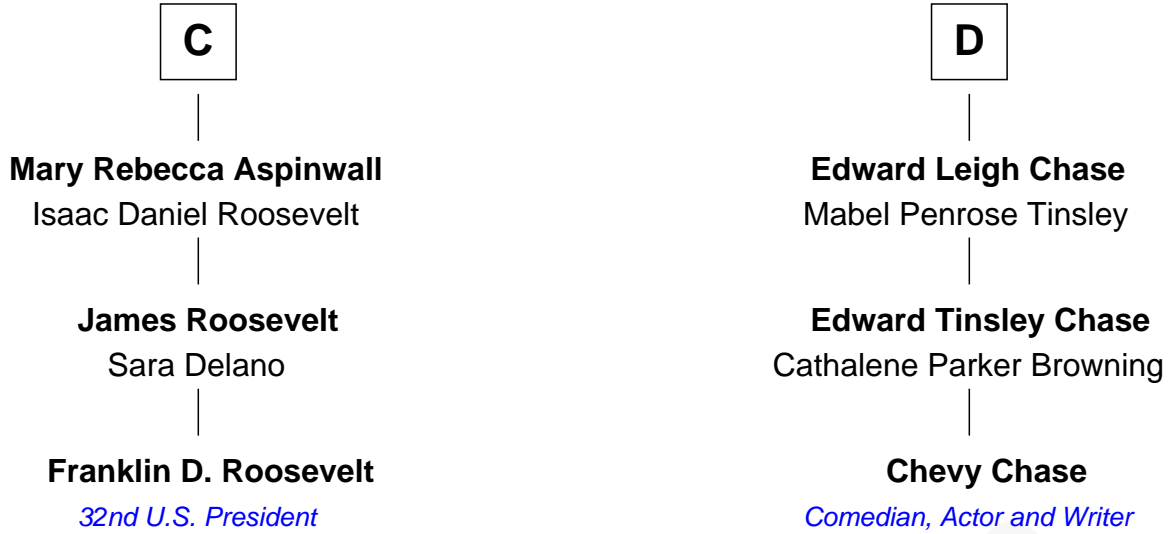 C
Mary Rebecca Aspinwall
Isaac Daniel Roosevelt
James Roosevelt
Sara Delano
Franklin D. Roosevelt
32nd U.S. President
D
Edward Leigh Chase
Mabel Penrose Tinsley
Edward Tinsley Chase
Cathalene Parker Browning
Chevy Chase
Comedian, Actor and Writer